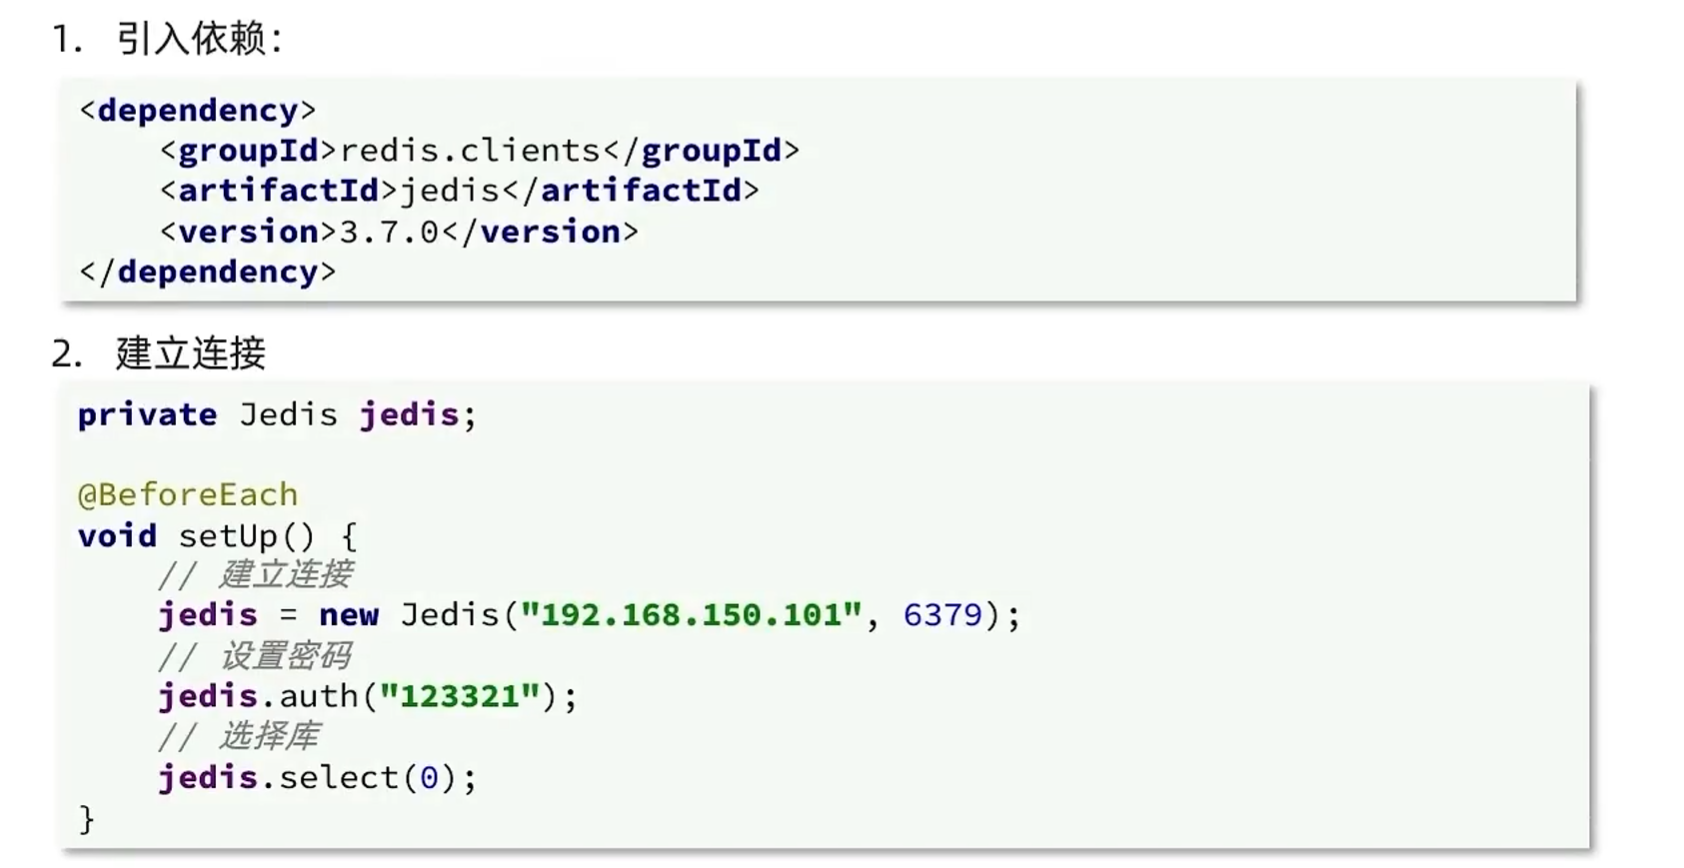 1. 引入依赖:
<dependency>
    <groupId>redis.clients</groupId>
    <artifactId>jedis</artifactId>
    <version>3.7.0</version>
</dependency>
2. 建立连接
private Jedis jedis;
@BeforeEach
void setUp() {
    // 建立连接
    jedis = new Jedis("192.168.150.101", 6379);
    // 设置密码
    jedis.auth("123321");
    // 选择库
    jedis.select(0);
}